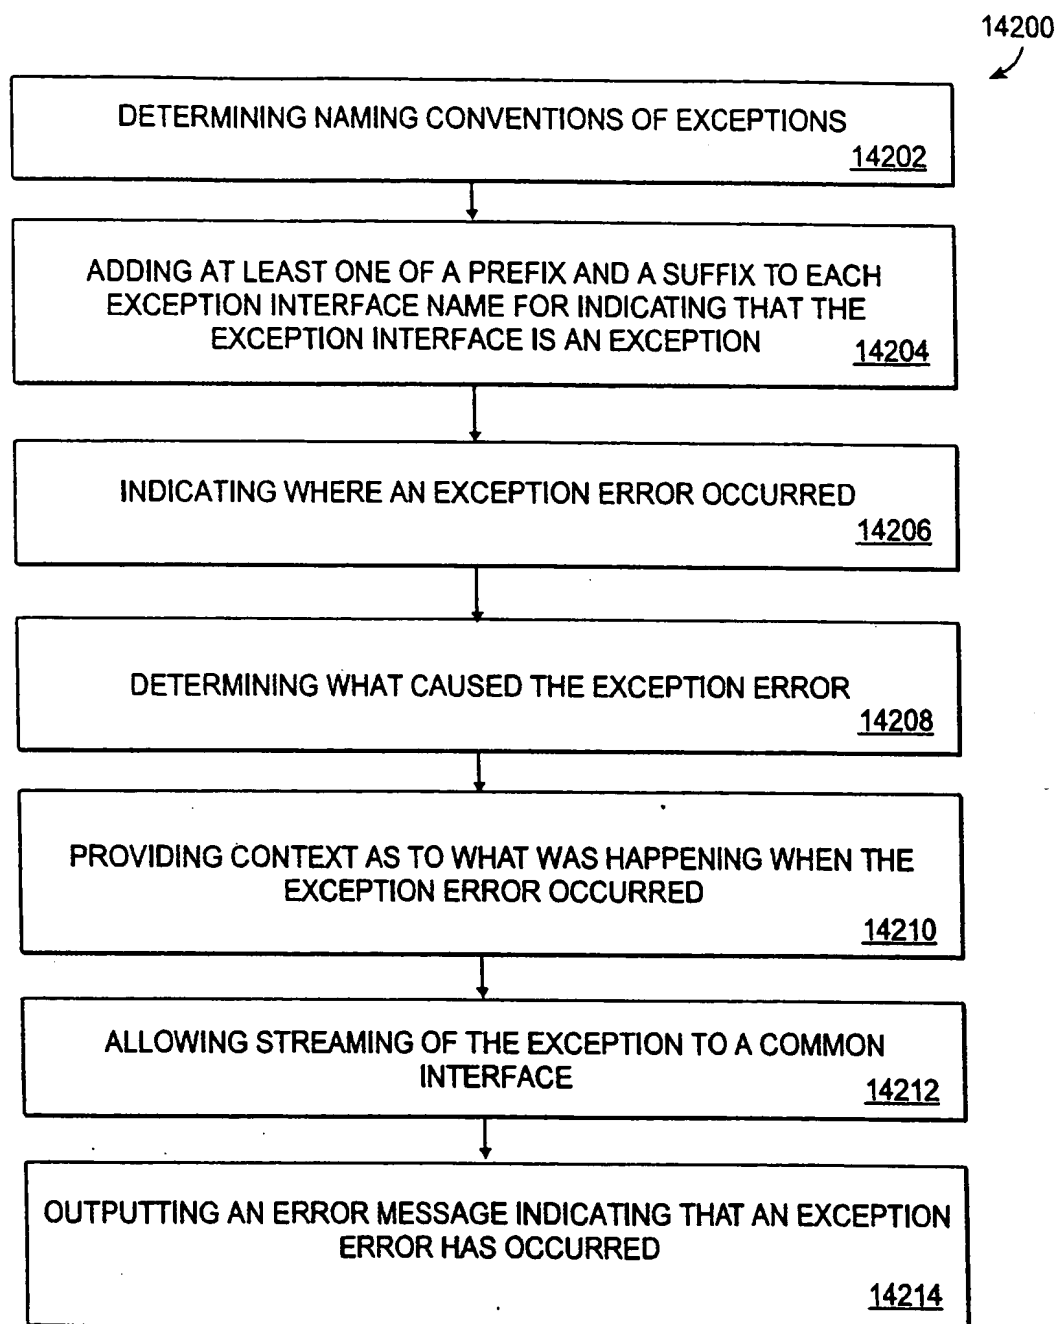 14200
DETERMINING NAMING CONVENTIONS OF EXCEPTIONS
14202
ADDING AT LEAST ONE OF A PREFIX AND A SUFFIX TO EACH
EXCEPTION INTERFACE NAME FOR INDICATING THAT THE
EXCEPTION INTERFACE IS AN EXCEPTION
14204
INDICATING WHERE AN EXCEPTION ERROR OCCURRED
14206
DETERMINING WHAT CAUSED THE EXCEPTION ERROR
14208
PROVIDING CONTEXT AS TO WHAT WAS HAPPENING WHEN THE
EXCEPTION ERROR OCCURRED
14210
ALLOWING STREAMING OF THE EXCEPTION TO A COMMON
INTERFACE
14212
OUTPUTTING AN ERROR MESSAGE INDICATING THAT AN EXCEPTION
ERROR HAS OCCURRED
14214